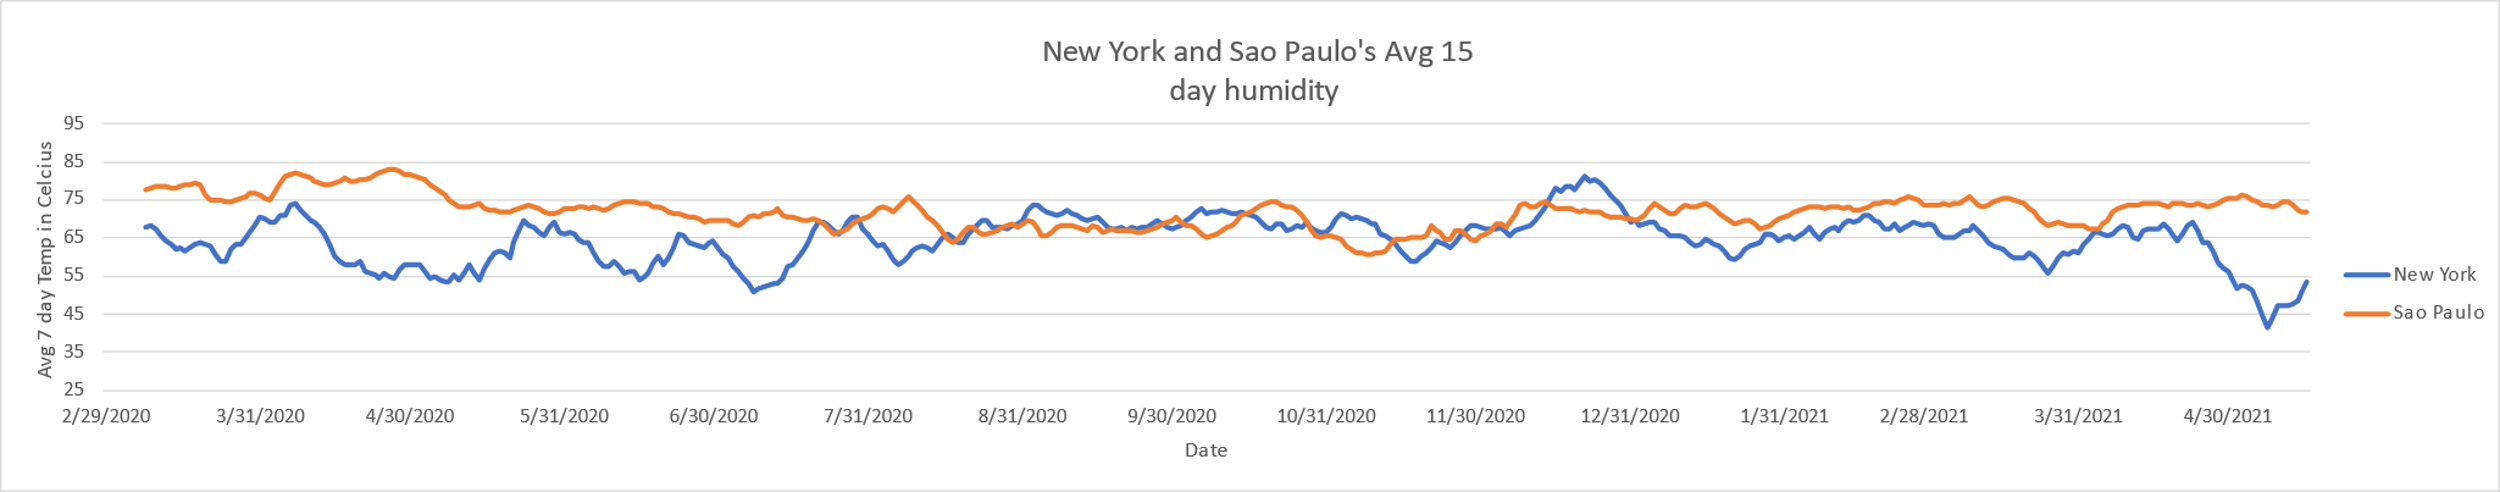 New York and Sao Paulo's Avg 15
day humidity
Avg 7 day Temp in Celcius
95
85
75
65
55
45
35
25
2/29/2020 3/31/2020 4/30/2020 5/31/2020 6/30/2020 7/31/2020 8/31/2020 9/30/2020 10/31/2020 11/30/2020 12/31/2020 1/31/2021 2/28/2021 3/31/2021 4/30/2021
Date
New York
Sao Paulo